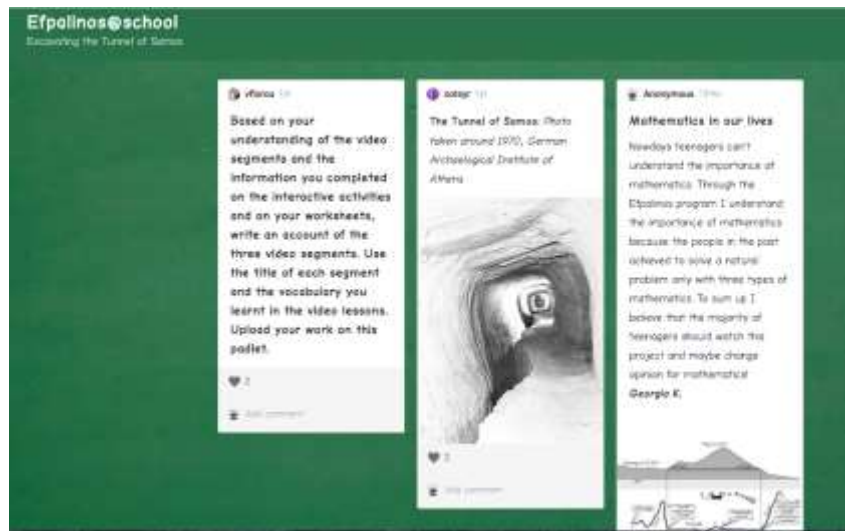 Efpalinos@school
Excavating the Tunnel of Samos
vfiorou
Based on your
understanding of the video
segments and the
information you completed
on the interactive activities
and on your worksheets,
write an account of the
three video segments. Use
the title of each segment
and the vocabulary you
learnt in the video lessons.
Upload your work on this
padlet.
Add comment
The Tunnel of Samos: Photo
taken around 1970, German
Archaelogical Institute of
Athens
Add comment
Anonymous
Mathematics in our lives
Nowdays teenagers can't
understand the importance of
mathematics. Through the
Efpalinos program I understand
the importance of mathematics
because the people in the past
achieved to solve a natural
problem only with three types of
mathematics. To sum up I
believe that the majority of
teenagers should watch this
project and maybe change
opinion for mathematics!
Georgia K.